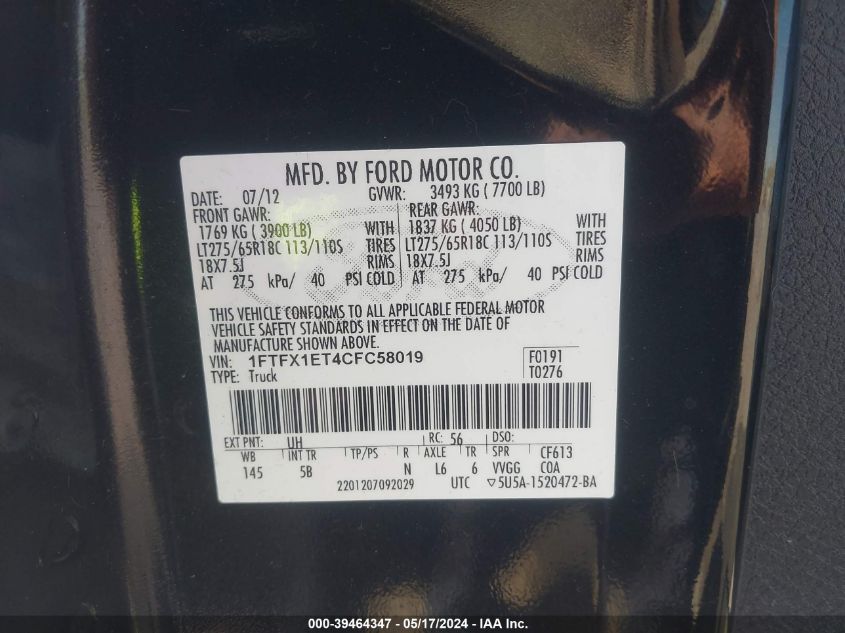 MFD. BY FORD MOTOR CO.
DATE: 07/12 GVWR: 3493 KG ( 7700 LB)
FRONT GAWR: REAR GAWR:
1769 KG ( 3900 LB) WITH 1837 KG ( 4050 LB) WITH
LT275/65R18C 113/110S TIRES LT275/65R18C 113/110S TIRES
18X7.5J RIMS 18X7.5J RIMS
AT 275 kPa/ 40 PSI COLD AT 275 kPa/ 40 PSI COLD
THIS VEHICLE CONFORMS TO ALL APPLICABLE FEDERAL MOTOR
VEHICLE SAFETY STANDARDS IN EFFECT ON THE DATE OF
MANUFACTURE SHOWN ABOVE.
VIN: 1FTFX1ET4CFC58019 F0191
TYPE: Truck T0276
EXT PNT: UH RC: 56 DSO:
WB INT TR TP/PS R AXLE TR SPR CF613
145 5B N L6 6 VVGG COA
2201207092029 UTC ▽5U5A-1520472-BA
000-39464347 - 05/17/2024 - IAA Inc.